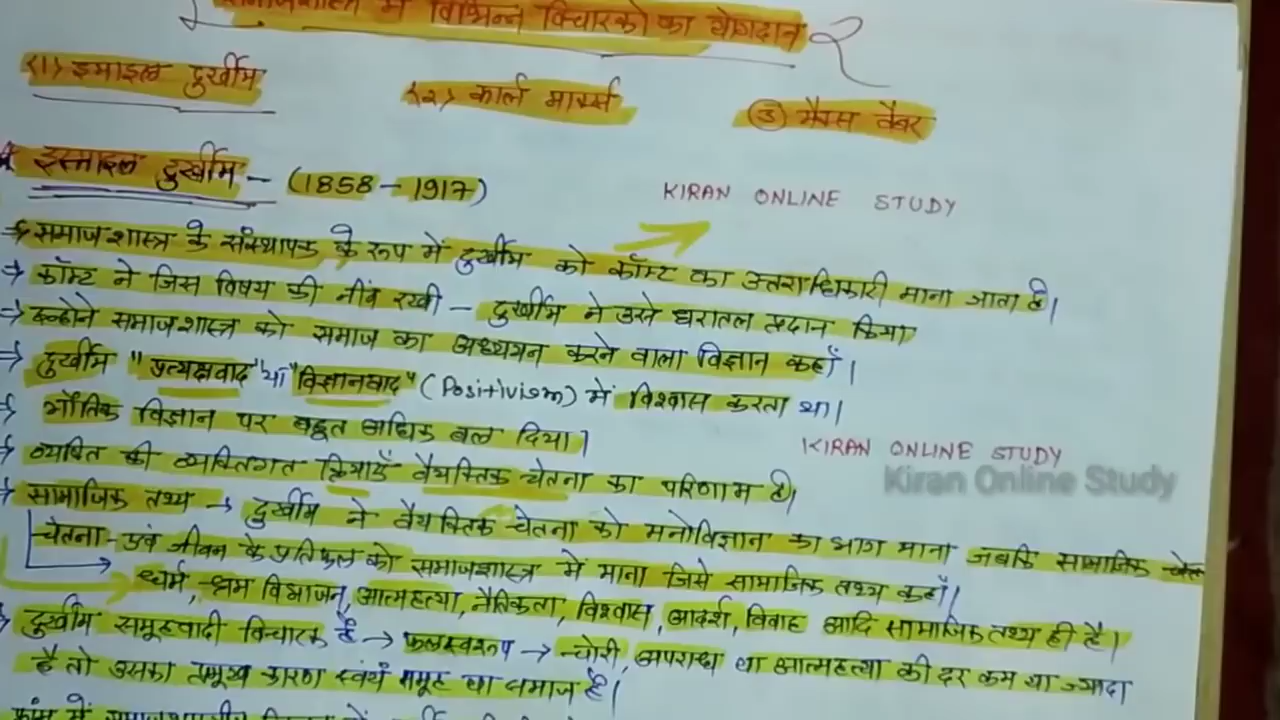 समाजशास्त्र में विभिन्न विचारको का योगदान
(1) इमाइल दुर्खीम (2) कार्ल मार्क्स ③ मैक्स वैबर
इस्माइल दुर्खीम – (1858 – 1917)
KIRAN ONLINE STUDY
→ समाजशास्त्र के संस्थापक के रूप में दुर्खीम को कॉम्ट का उत्तराधिकारी माना जाता है।
→ कॉम्ट ने जिस विषय की नींव रखी – दुर्खीम ने उसे धरातल प्रदान किया
→ इन्होने समाजशास्त्र को समाज का अध्ययन करने वाला विज्ञान कहाँ।
→ दुर्खीम "प्रत्यक्षवाद" या "विज्ञानवाद" (Positivism) में विश्वास करता था।
→ भौतिक विज्ञान पर बहुत अधिक बल दिया।
KIRAN ONLINE STUDY
Kiran Online Study
→ व्यक्ति की व्यक्तिगत क्रियाएँ वैयक्तिक चेतना का परिणाम है।
→ सामाजिक तथ्य → दुर्खीम ने वैयक्तिक चेतना को मनोविज्ञान का भाग माना जबकि सामाजिक
चेतना एवं जीवन के प्रतिकूल को समाजशास्त्र में माना जिसे सामाजिक तथ्य कहाँ।
धर्म, श्रम विभाजन, आत्महत्या, नैतिकता, विश्वास, आदर्श, विवाह आदि सामाजिक तथ्य ही है।
→ दुर्खीम समूहवादी विचारक है → फलस्वरूप → चोरी, अपराध या आत्महत्या की दर कम या ज्यादा
है तो उसका प्रमुख कारण स्वयं समूह या समाज है।